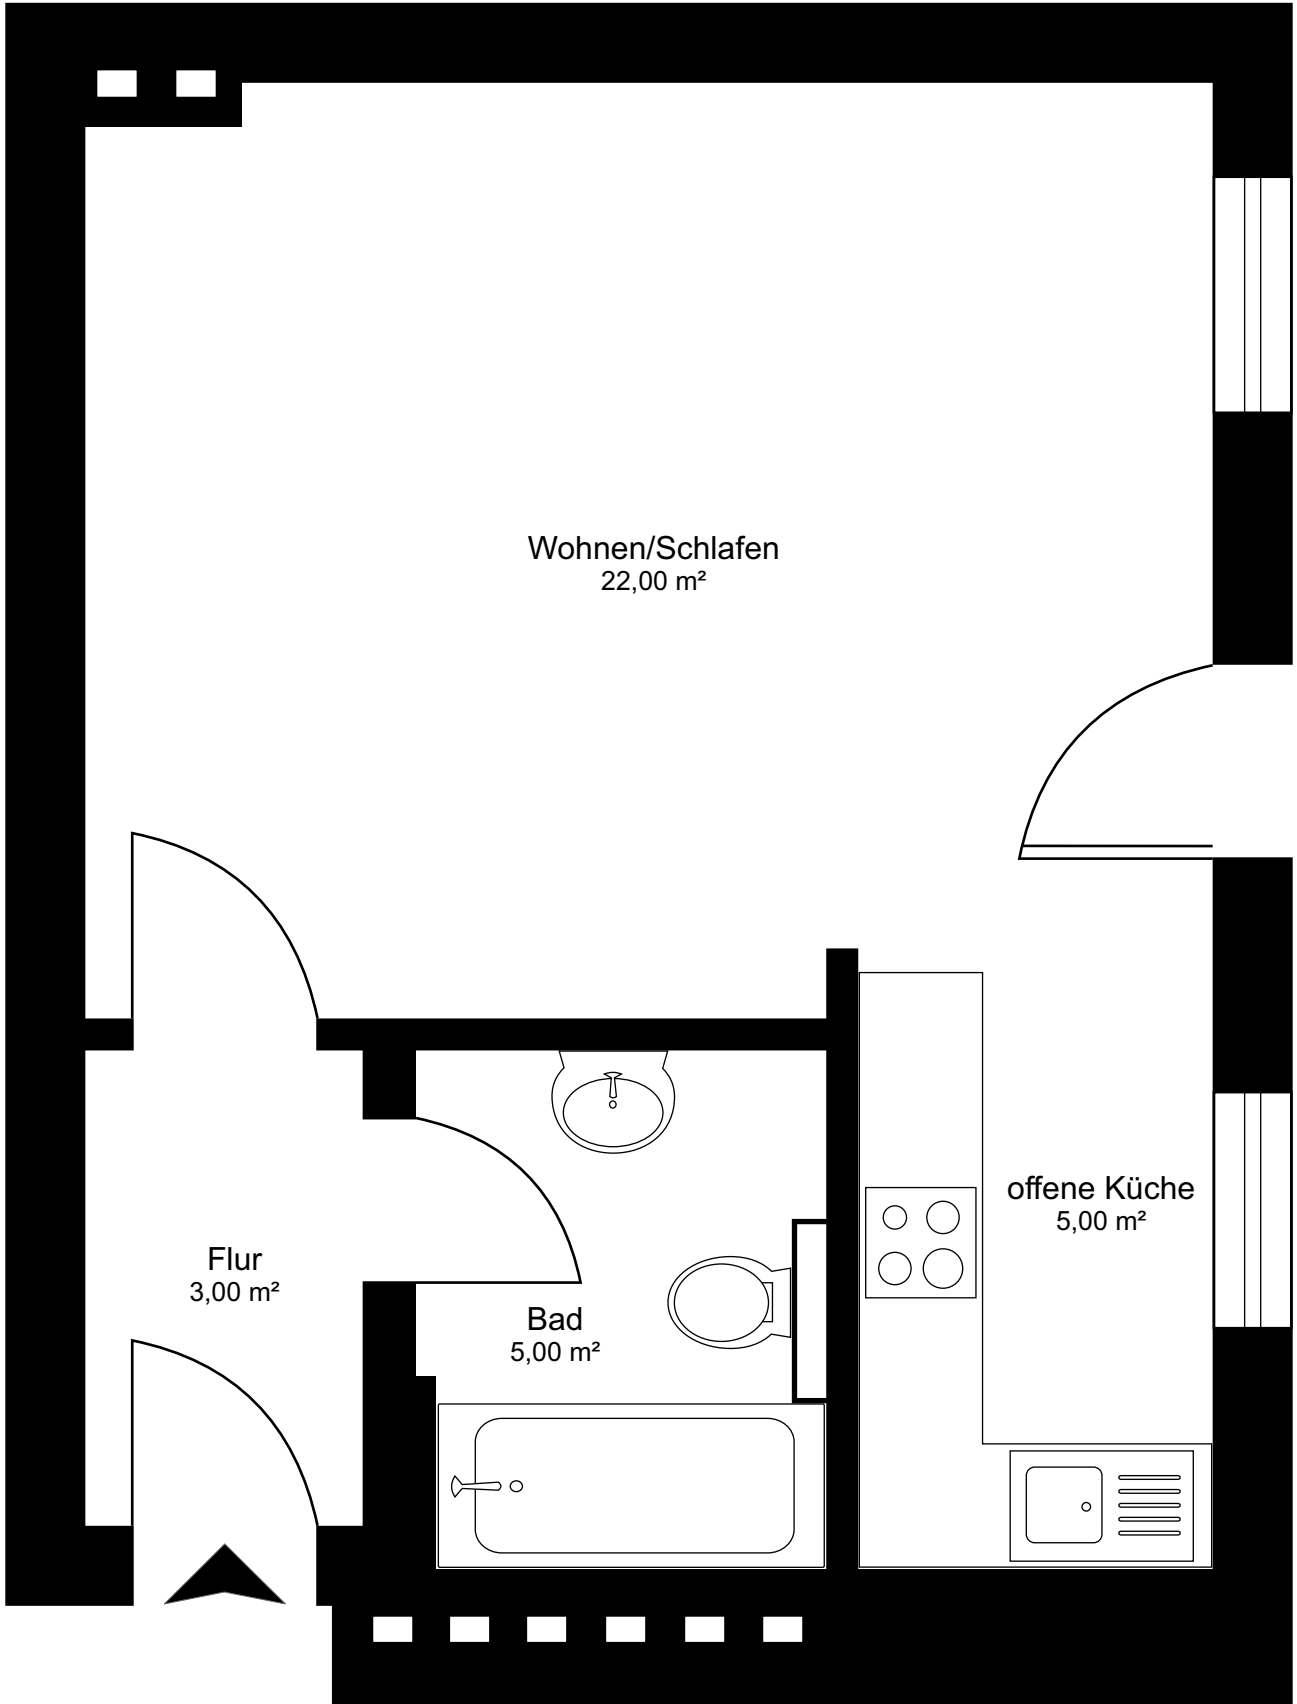 Wohnen/Schlafen
22,00 m²
offene Küche
5,00 m²
Flur
3,00 m²
Bad
5,00 m²